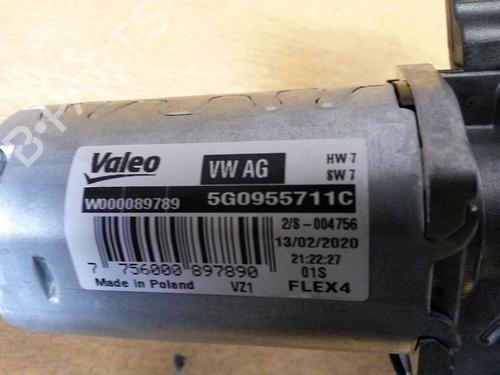 B-PARTS
Valeo VW AG HW 7
SW 7
W000089789 5G0955711C
2/S-004756
13/02/2020
7 756000 897890 21:22:27
01S
Made in Poland VZ1 FLEX4